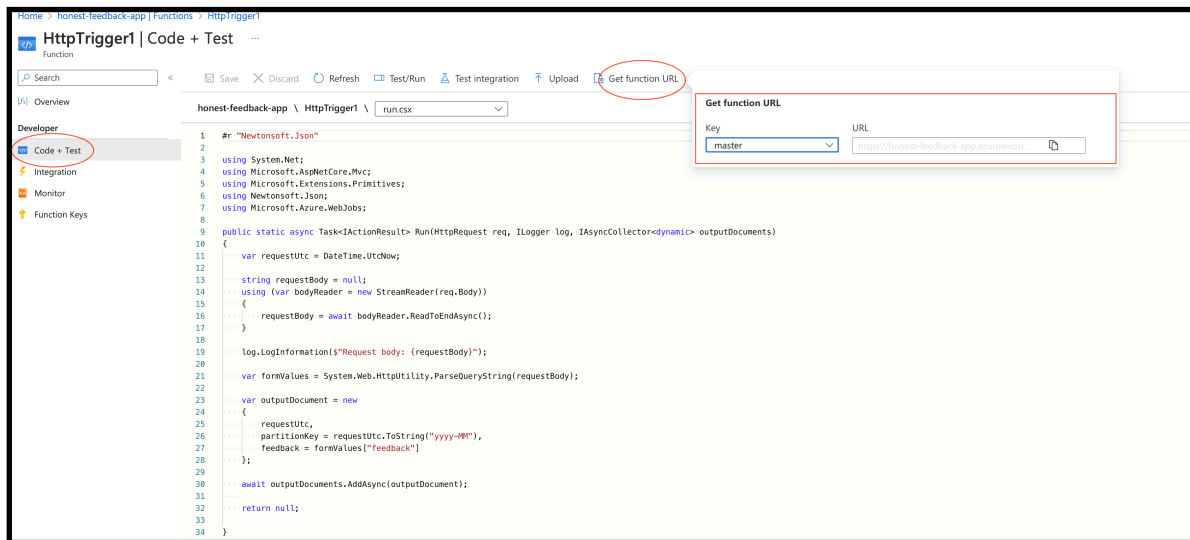 Home > honest-feedback-app | Functions > HttpTrigger1
HttpTrigger1 | Code + Test ...
Function
Search «
Save Discard Refresh Test/Run Test integration Upload Get function URL
Overview
Developer
Code + Test
Integration
Monitor
Function Keys
honest-feedback-app \ HttpTrigger1 \ run.csx
Get function URL
Key URL
master https://honest-feedback-app.azurewebsi...
1 #r "Newtonsoft.Json"
2
3 using System.Net;
4 using Microsoft.AspNetCore.Mvc;
5 using Microsoft.Extensions.Primitives;
6 using Newtonsoft.Json;
7 using Microsoft.Azure.WebJobs;
8
9 public static async Task<IActionResult> Run(HttpRequest req, ILogger log, IAsyncCollector<dynamic> outputDocuments)
10 {
11 var requestUtc = DateTime.UtcNow;
12
13 string requestBody = null;
14 using (var bodyReader = new StreamReader(req.Body))
15 {
16 requestBody = await bodyReader.ReadToEndAsync();
17 }
18
19 log.LogInformation($"Request body: {requestBody}");
20
21 var formValues = System.Web.HttpUtility.ParseQueryString(requestBody);
22
23 var outputDocument = new
24 {
25 requestUtc,
26 partitionKey = requestUtc.ToString("yyyy-MM"),
27 feedback = formValues["feedback"]
28 };
29
30 await outputDocuments.AddAsync(outputDocument);
31
32 return null;
33
34 }